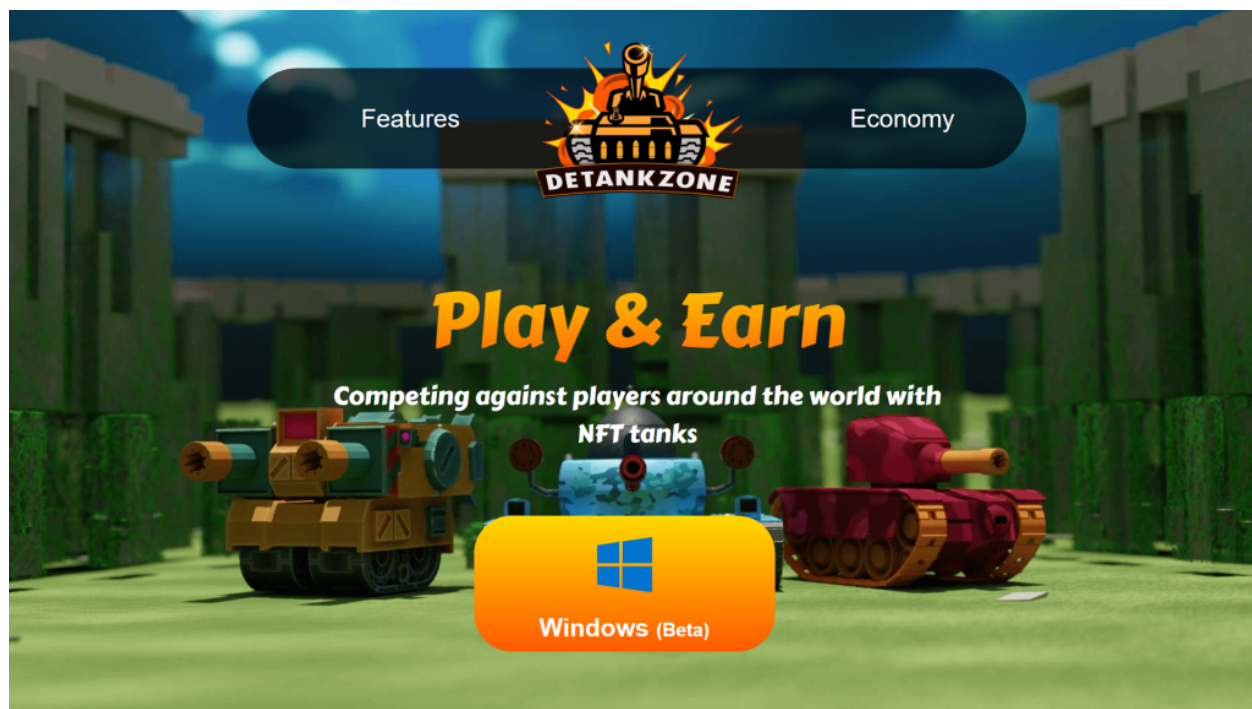 Features
DETANKZONE
Economy
Play & Earn
Competing against players around the world with
NFT tanks
Windows (Beta)